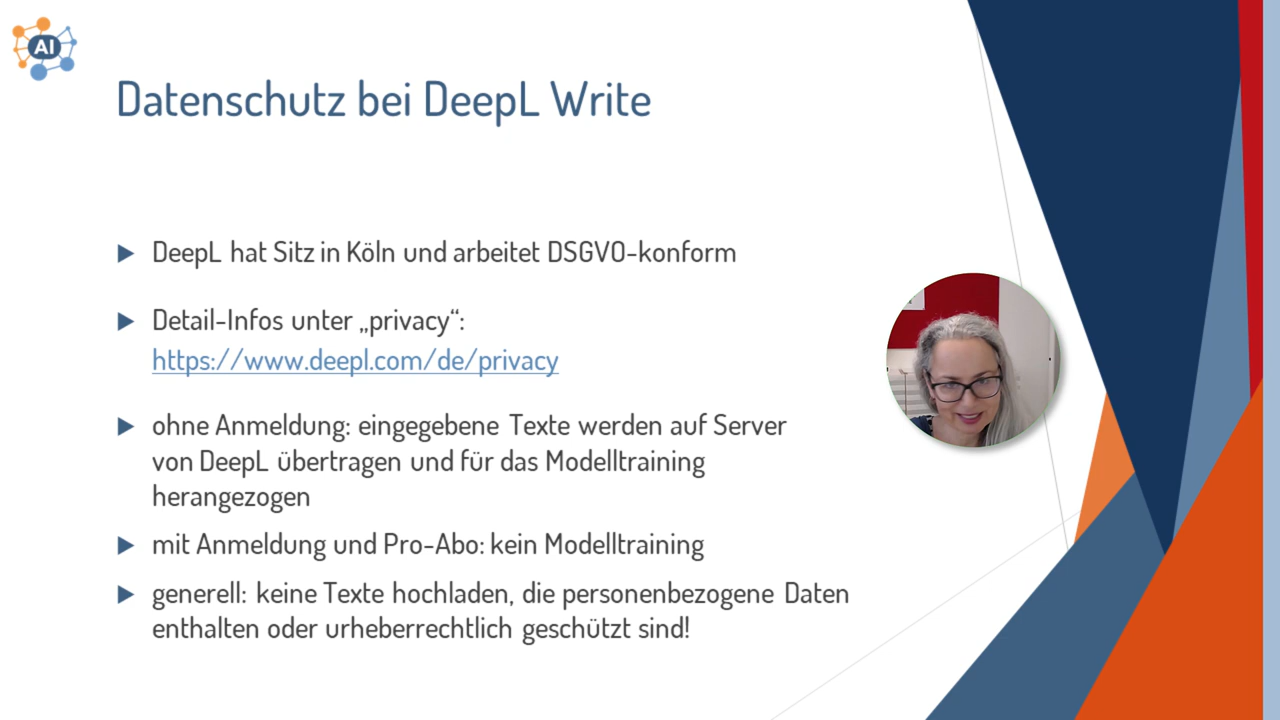 AI
Datenschutz bei DeepL Write
DeepL hat Sitz in Köln und arbeitet DSGVO-konform
Detail-Infos unter „privacy“:
https://www.deepl.com/de/privacy
ohne Anmeldung: eingegebene Texte werden auf Server
von DeepL übertragen und für das Modelltraining
herangezogen
mit Anmeldung und Pro-Abo: kein Modelltraining
generell: keine Texte hochladen, die personenbezogene Daten
enthalten oder urheberrechtlich geschützt sind!